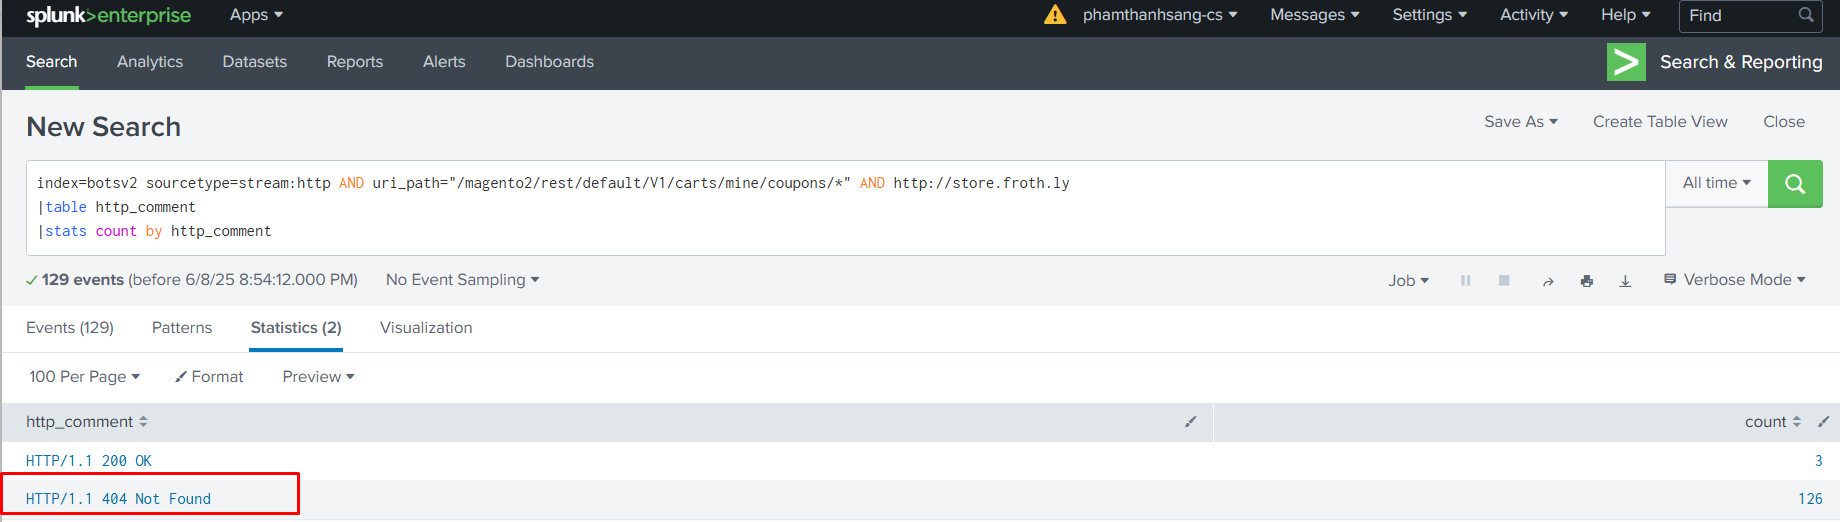 splunk>enterprise Apps phamthanhsang-cs Messages Settings Activity Help Find
Search Analytics Datasets Reports Alerts Dashboards Search & Reporting
New Search Save As Create Table View Close
index=botsv2 sourcetype=stream:http AND uri_path="/magento2/rest/default/V1/carts/mine/coupons/*" AND http://store.froth.ly All time
|table http_comment
|stats count by http_comment
129 events (before 6/8/25 8:54:12.000 PM) No Event Sampling Job Verbose Mode
Events (129) Patterns Statistics (2) Visualization
100 Per Page Format Preview
http_comment count
HTTP/1.1 200 OK 3
HTTP/1.1 404 Not Found 126